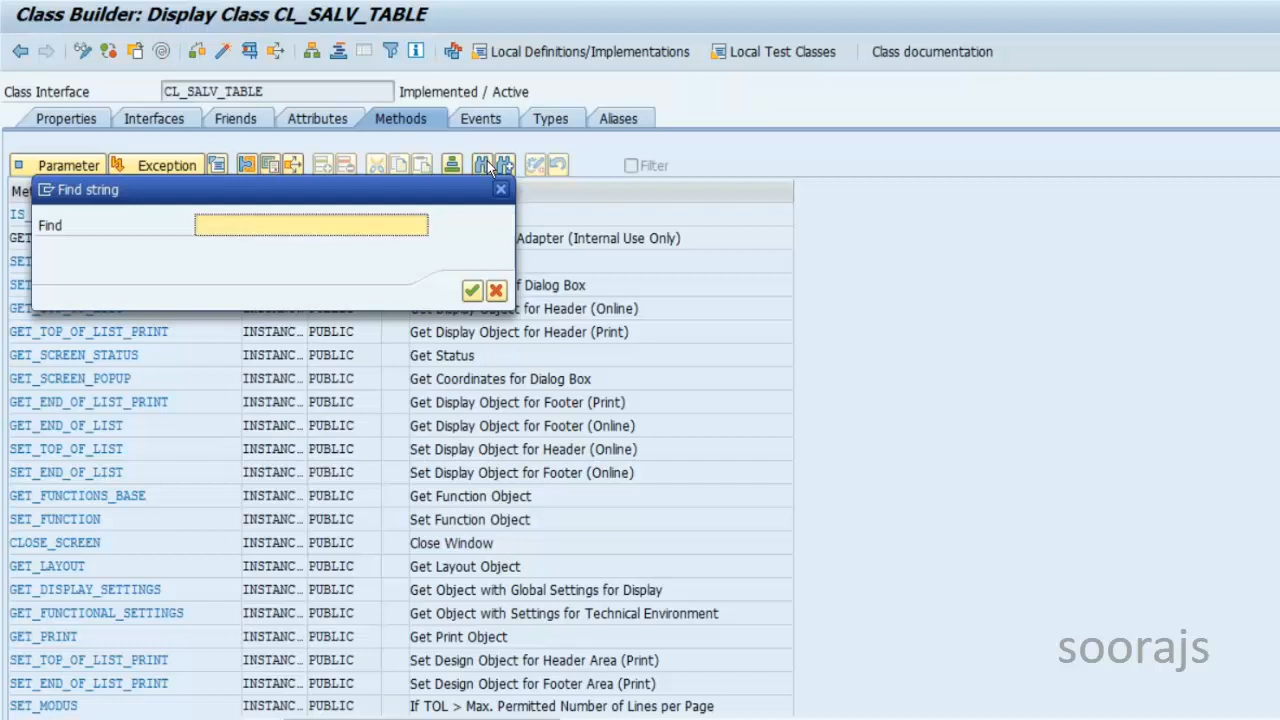 Class Builder: Display Class CL_SALV_TABLE
Local Definitions/Implementations Local Test Classes Class documentation
Class Interface CL_SALV_TABLE Implemented / Active
Properties Interfaces Friends Attributes Methods Events Types Aliases
Parameter Exception Filter
Find string
Find
Adapter (Internal Use Only)
SET
f Dialog Box
for Header (Online)
GET_TOP_OF_LIST_PRINT INSTANC… PUBLIC Get Display Object for Header (Print)
GET_SCREEN_STATUS INSTANC… PUBLIC Get Status
GET_SCREEN_POPUP INSTANC… PUBLIC Get Coordinates for Dialog Box
GET_END_OF_LIST_PRINT INSTANC… PUBLIC Get Display Object for Footer (Print)
GET_END_OF_LIST INSTANC… PUBLIC Get Display Object for Footer (Online)
SET_TOP_OF_LIST INSTANC… PUBLIC Set Display Object for Header (Online)
SET_END_OF_LIST INSTANC… PUBLIC Set Display Object for Footer (Online)
GET_FUNCTIONS_BASE INSTANC… PUBLIC Get Function Object
SET_FUNCTION INSTANC… PUBLIC Set Function Object
CLOSE_SCREEN INSTANC… PUBLIC Close Window
GET_LAYOUT INSTANC… PUBLIC Get Layout Object
GET_DISPLAY_SETTINGS INSTANC… PUBLIC Get Object with Global Settings for Display
GET_FUNCTIONAL_SETTINGS INSTANC… PUBLIC Get Object with Settings for Technical Environment
GET_PRINT INSTANC… PUBLIC Get Print Object
SET_TOP_OF_LIST_PRINT INSTANC… PUBLIC Set Design Object for Header Area (Print)
SET_END_OF_LIST_PRINT INSTANC… PUBLIC Set Design Object for Footer Area (Print)
SET_MODUS INSTANC… PUBLIC If TOL > Max. Permitted Number of Lines per Page
soorajs